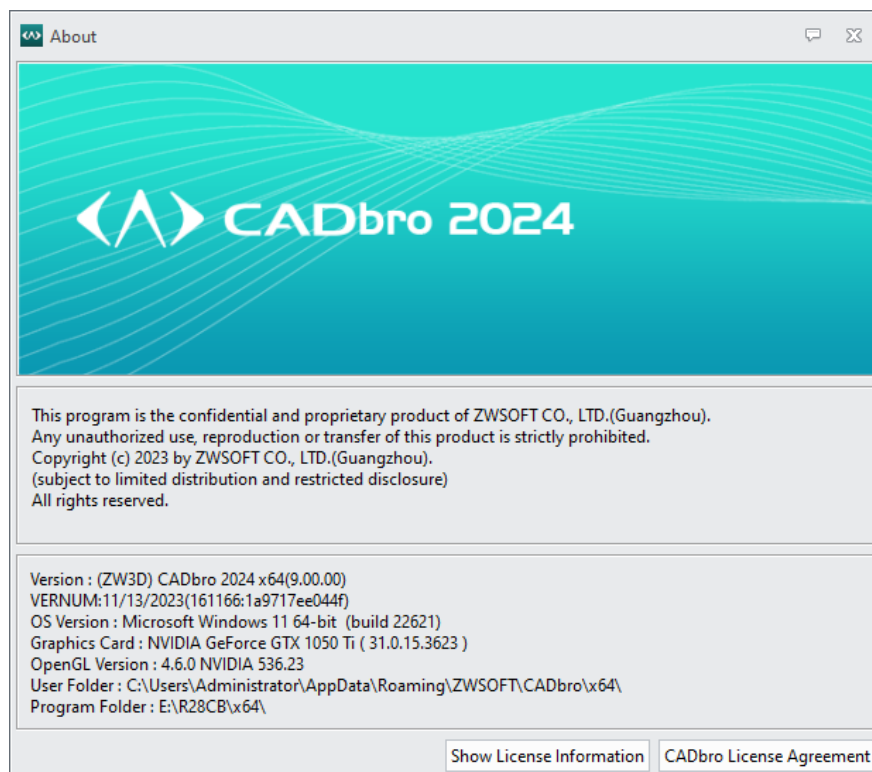 About
CADbro 2024
This program is the confidential and proprietary product of ZWSOFT CO., LTD.(Guangzhou).
Any unauthorized use, reproduction or transfer of this product is strictly prohibited.
Copyright (c) 2023 by ZWSOFT CO., LTD.(Guangzhou).
(subject to limited distribution and restricted disclosure)
All rights reserved.
Version : (ZW3D) CADbro 2024 x64(9.00.00)
VERNUM:11/13/2023(161166:1a9717ee044f)
OS Version : Microsoft Windows 11 64-bit  (build 22621)
Graphics Card : NVIDIA GeForce GTX 1050 Ti ( 31.0.15.3623 )
OpenGL Version : 4.6.0 NVIDIA 536.23
User Folder : C:\Users\Administrator\AppData\Roaming\ZWSOFT\CADbro\x64\
Program Folder : E:\R28CB\x64\
Show License Information CADbro License Agreement